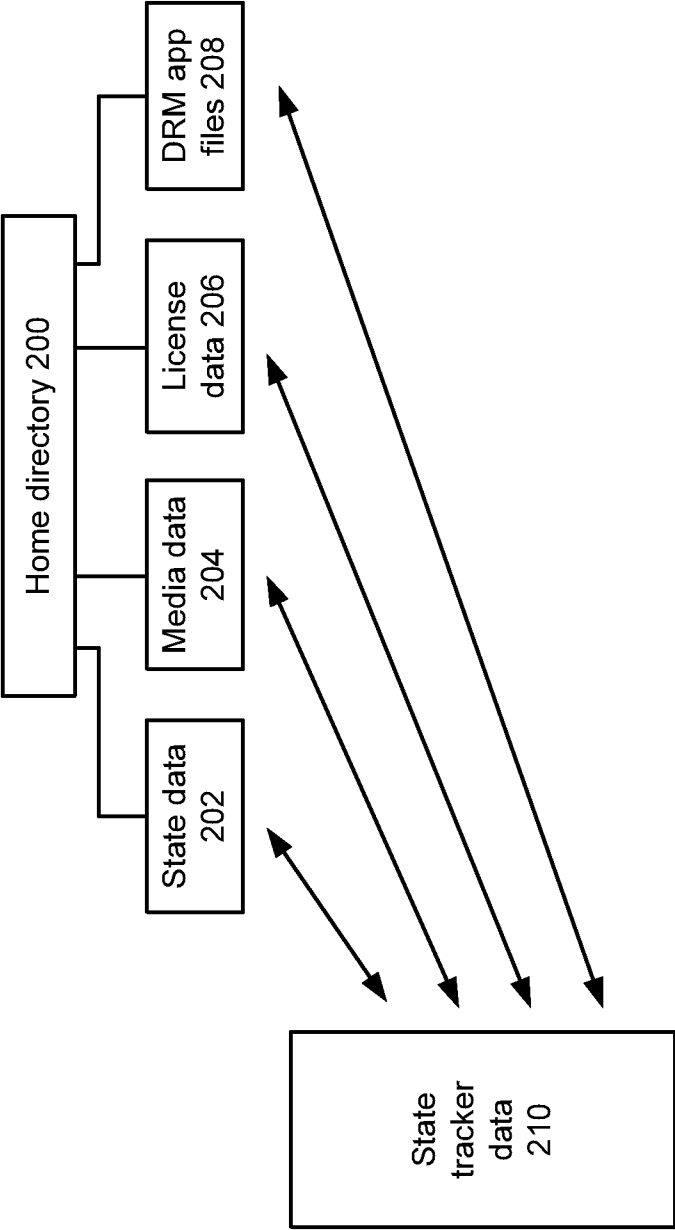 Home directory 200
State data
202
Media data
204
License
data 206
DRM app
files 208
State
tracker
data
210